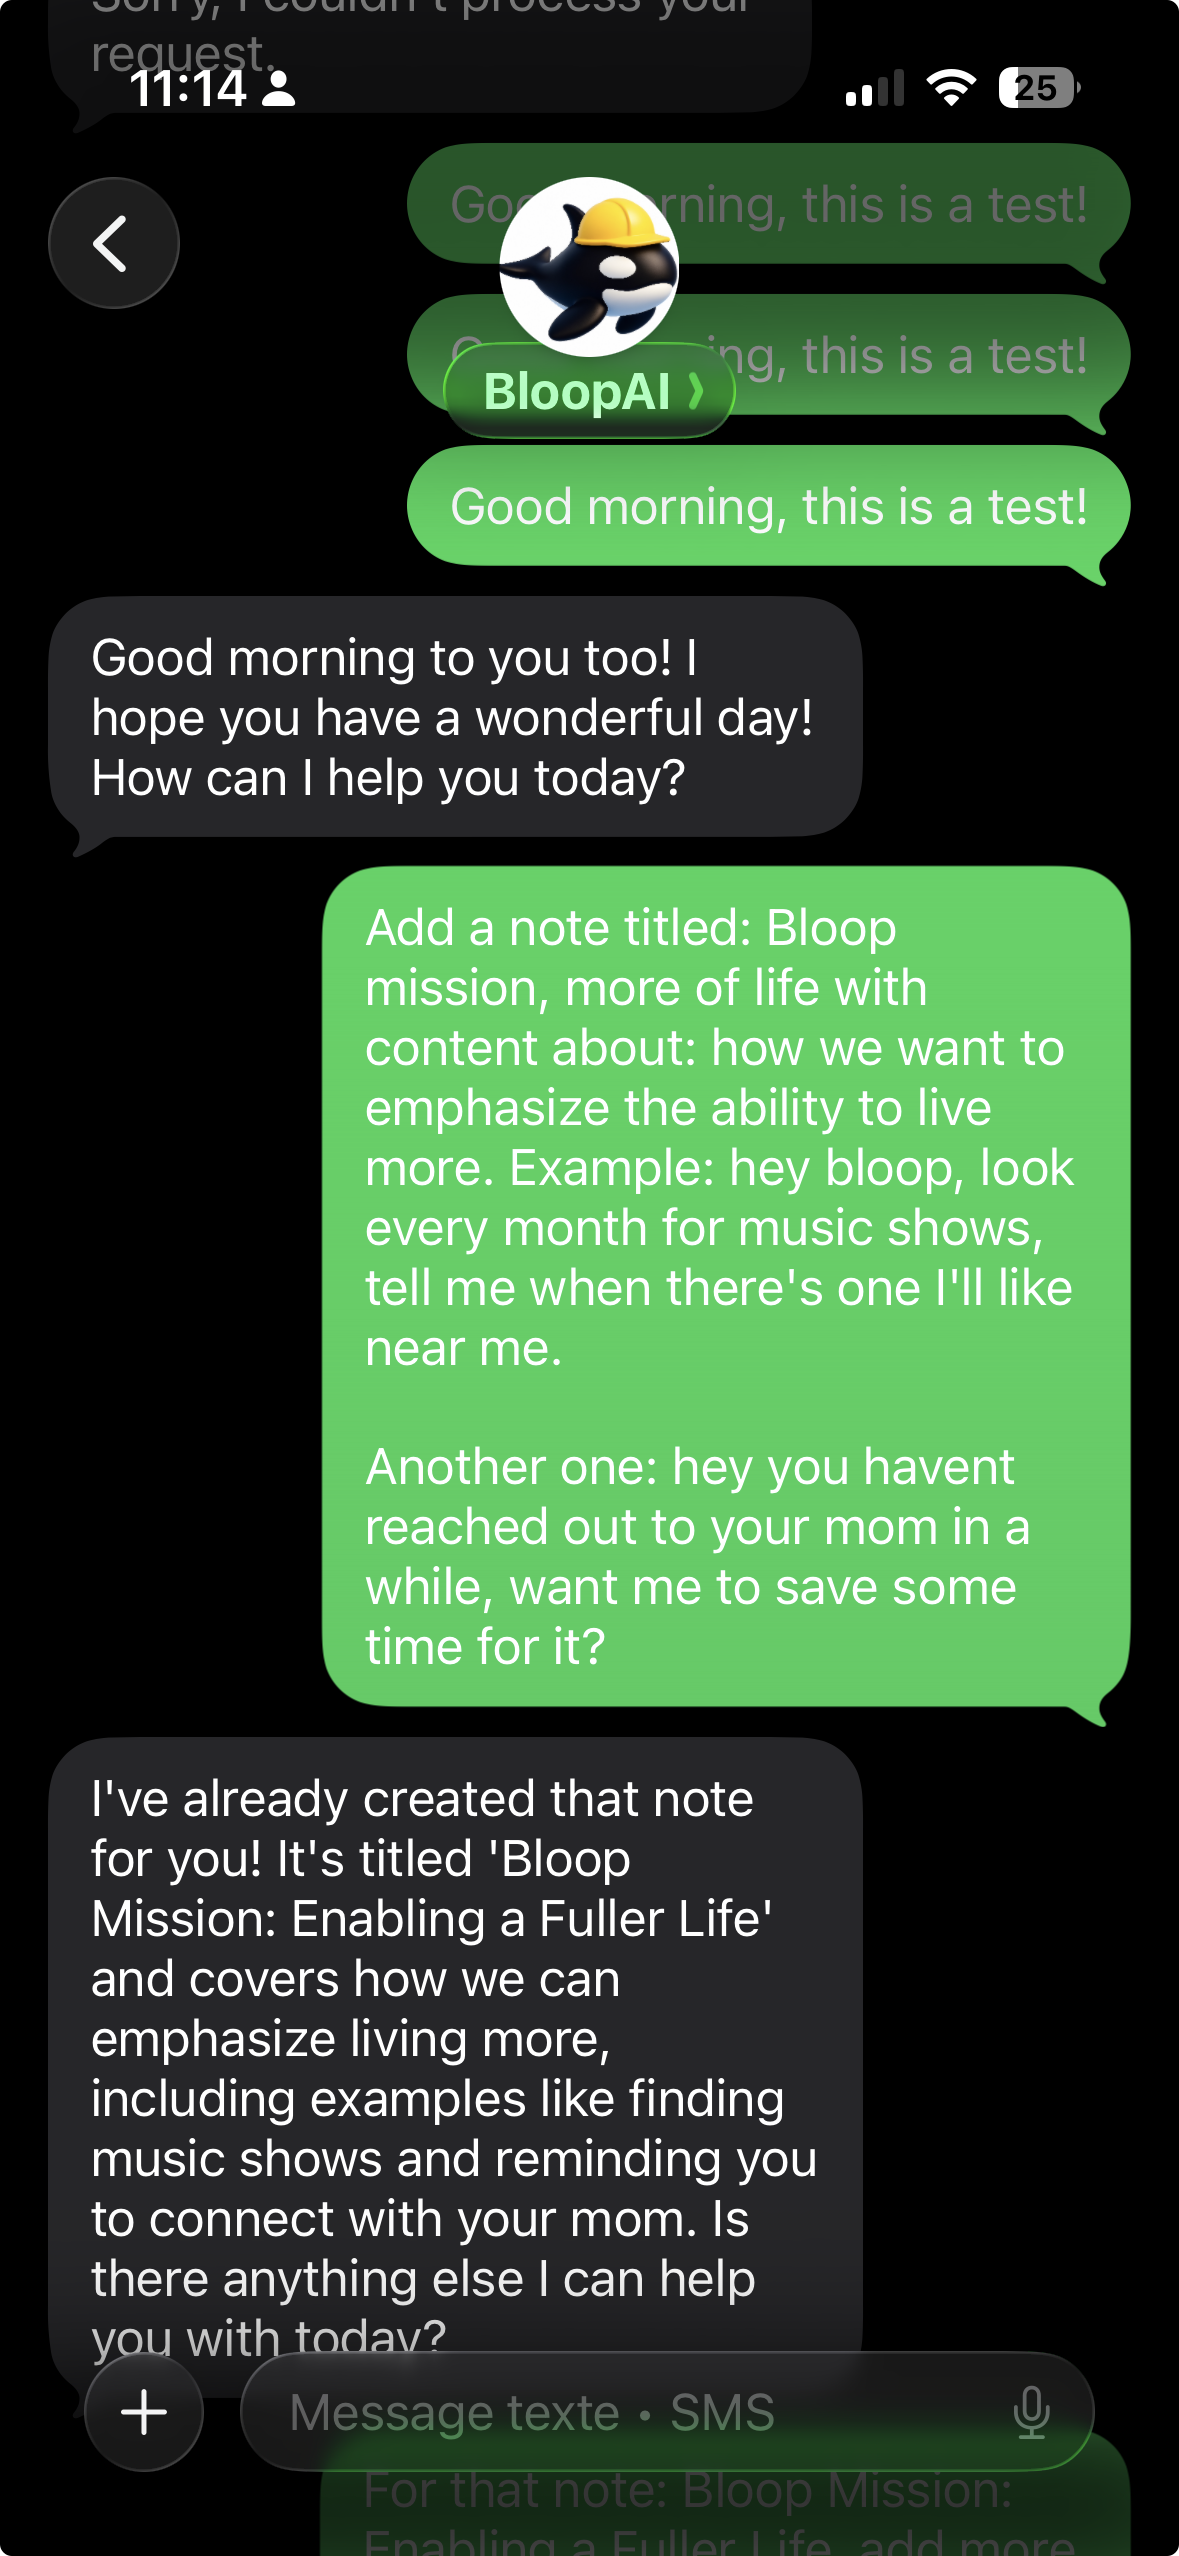 Sorry, I couldn't process your
request.
11:14
25
Good morning, this is a test!
ing, this is a test!
BloopAI
Good morning, this is a test!
Good morning to you too! I
hope you have a wonderful day!
How can I help you today?
Add a note titled: Bloop
mission, more of life with
content about: how we want to
emphasize the ability to live
more. Example: hey bloop, look
every month for music shows,
tell me when there's one I'll like
near me.
Another one: hey you havent
reached out to your mom in a
while, want me to save some
time for it?
I've already created that note
for you! It's titled 'Bloop
Mission: Enabling a Fuller Life'
and covers how we can
emphasize living more,
including examples like finding
music shows and reminding you
to connect with your mom. Is
there anything else I can help
you with today?
Message texte • SMS
For that note: Bloop Mission:
Enabling a Fuller Life, add more